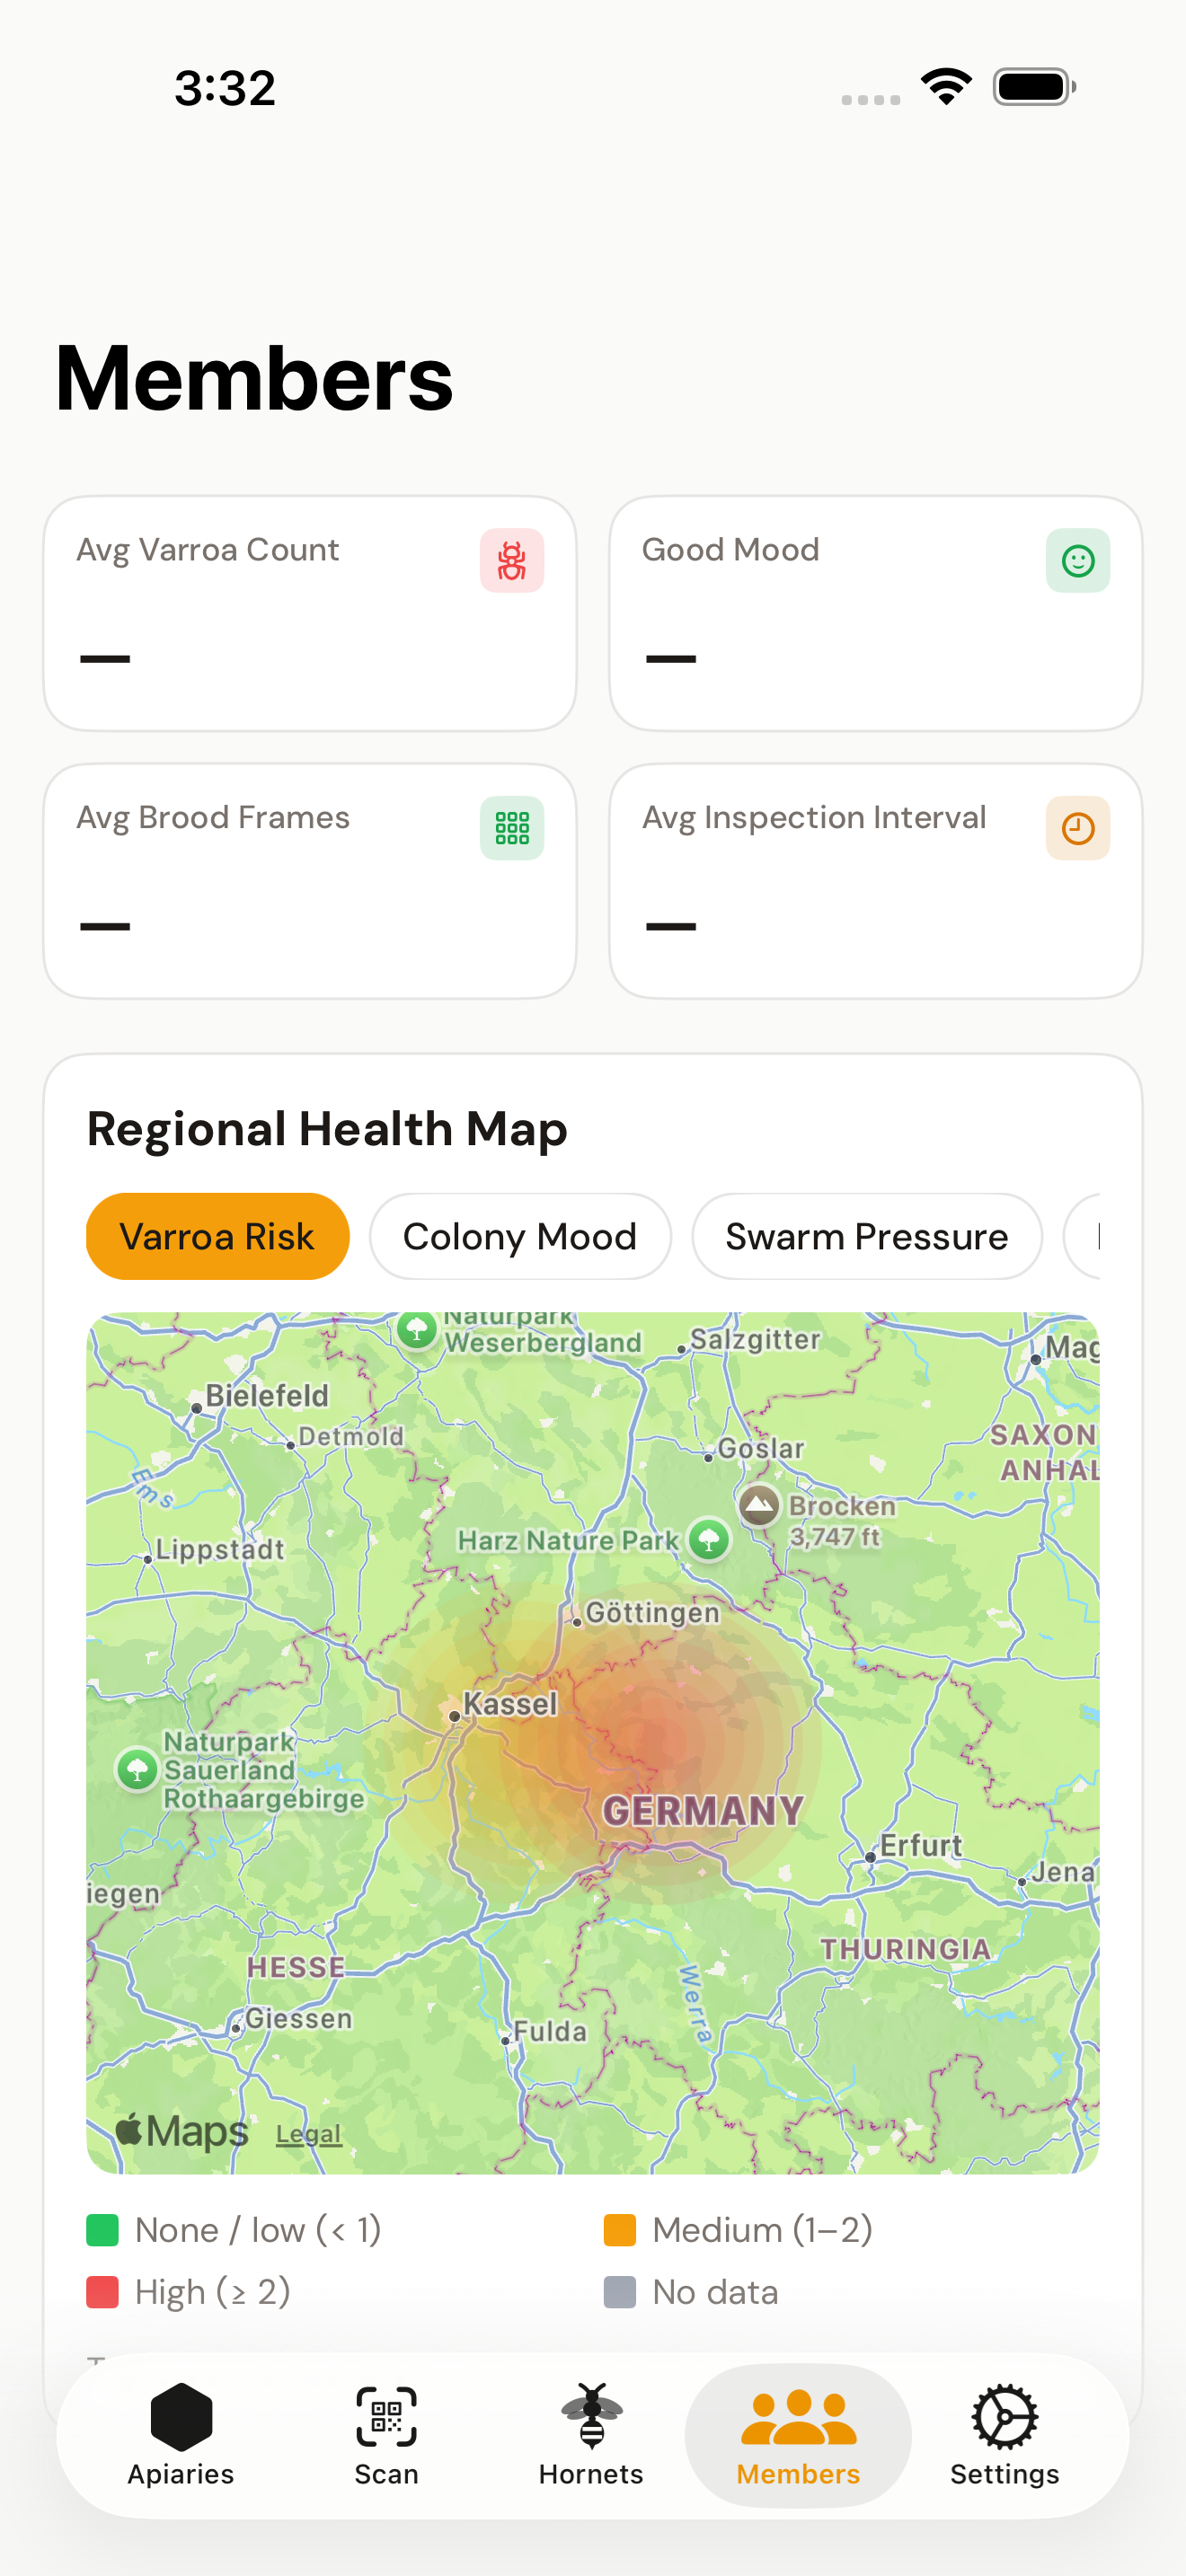 3:32
Members
Avg Varroa Count
Good Mood
—
—
Avg Brood Frames
Avg Inspection Interval
—
—
Regional Health Map
Varroa Risk
Colony Mood
Swarm Pressure
Naturpark
Weserbergland
Salzgitter
Mag
Bielefeld
Detmold
Goslar
SAXON
ANHAL
Ems
Brocken
3,747 ft
Harz Nature Park
Lippstadt
Göttingen
Kassel
Naturpark
Sauerland
Rothaargebirge
GERMANY
Erfurt
Jena
iegen
THURINGIA
HESSE
Werra
Giessen
Fulda
Maps
Legal
None / low (< 1)
Medium (1–2)
High (≥ 2)
No data
Apiaries
Scan
Hornets
Members
Settings